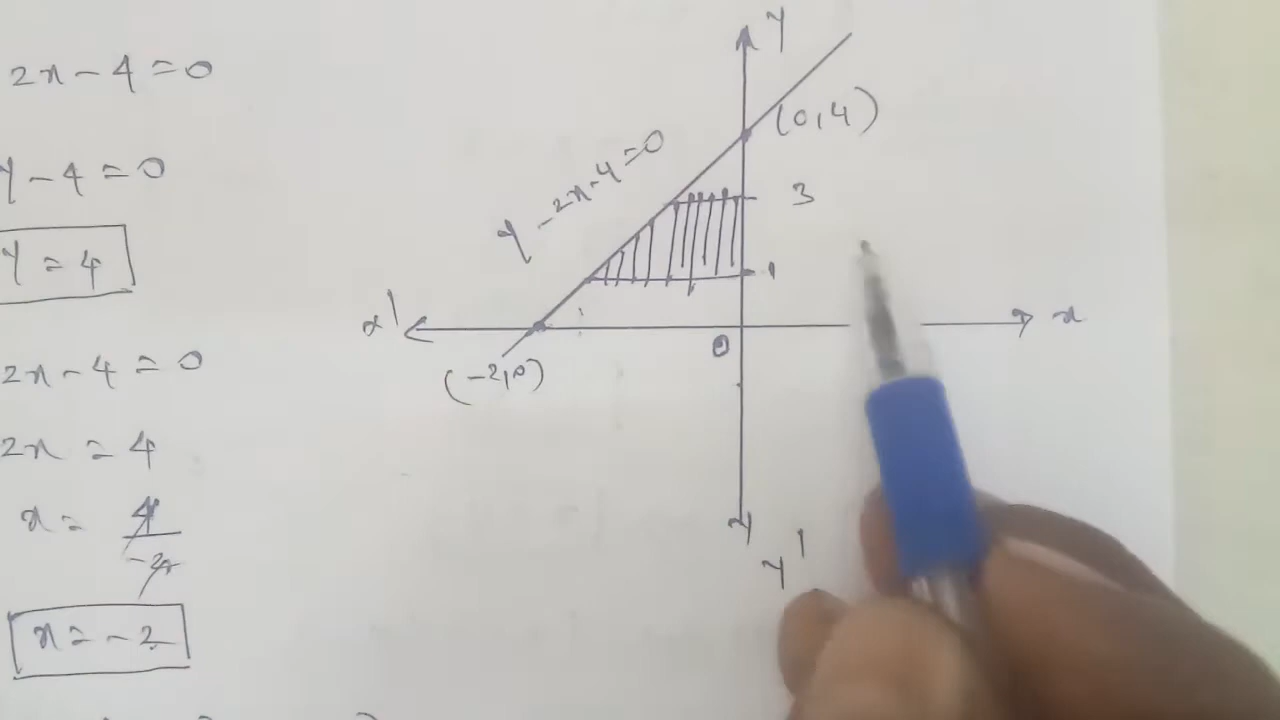 2x - 4 = 0
y - 4 = 0
y = 4
2x - 4 = 0
2x = 4
x = 4/-2
x = -2
y
(0,4)
y - 2x - 4 = 0
3
1
x'
x
0
(-2,0)
y'